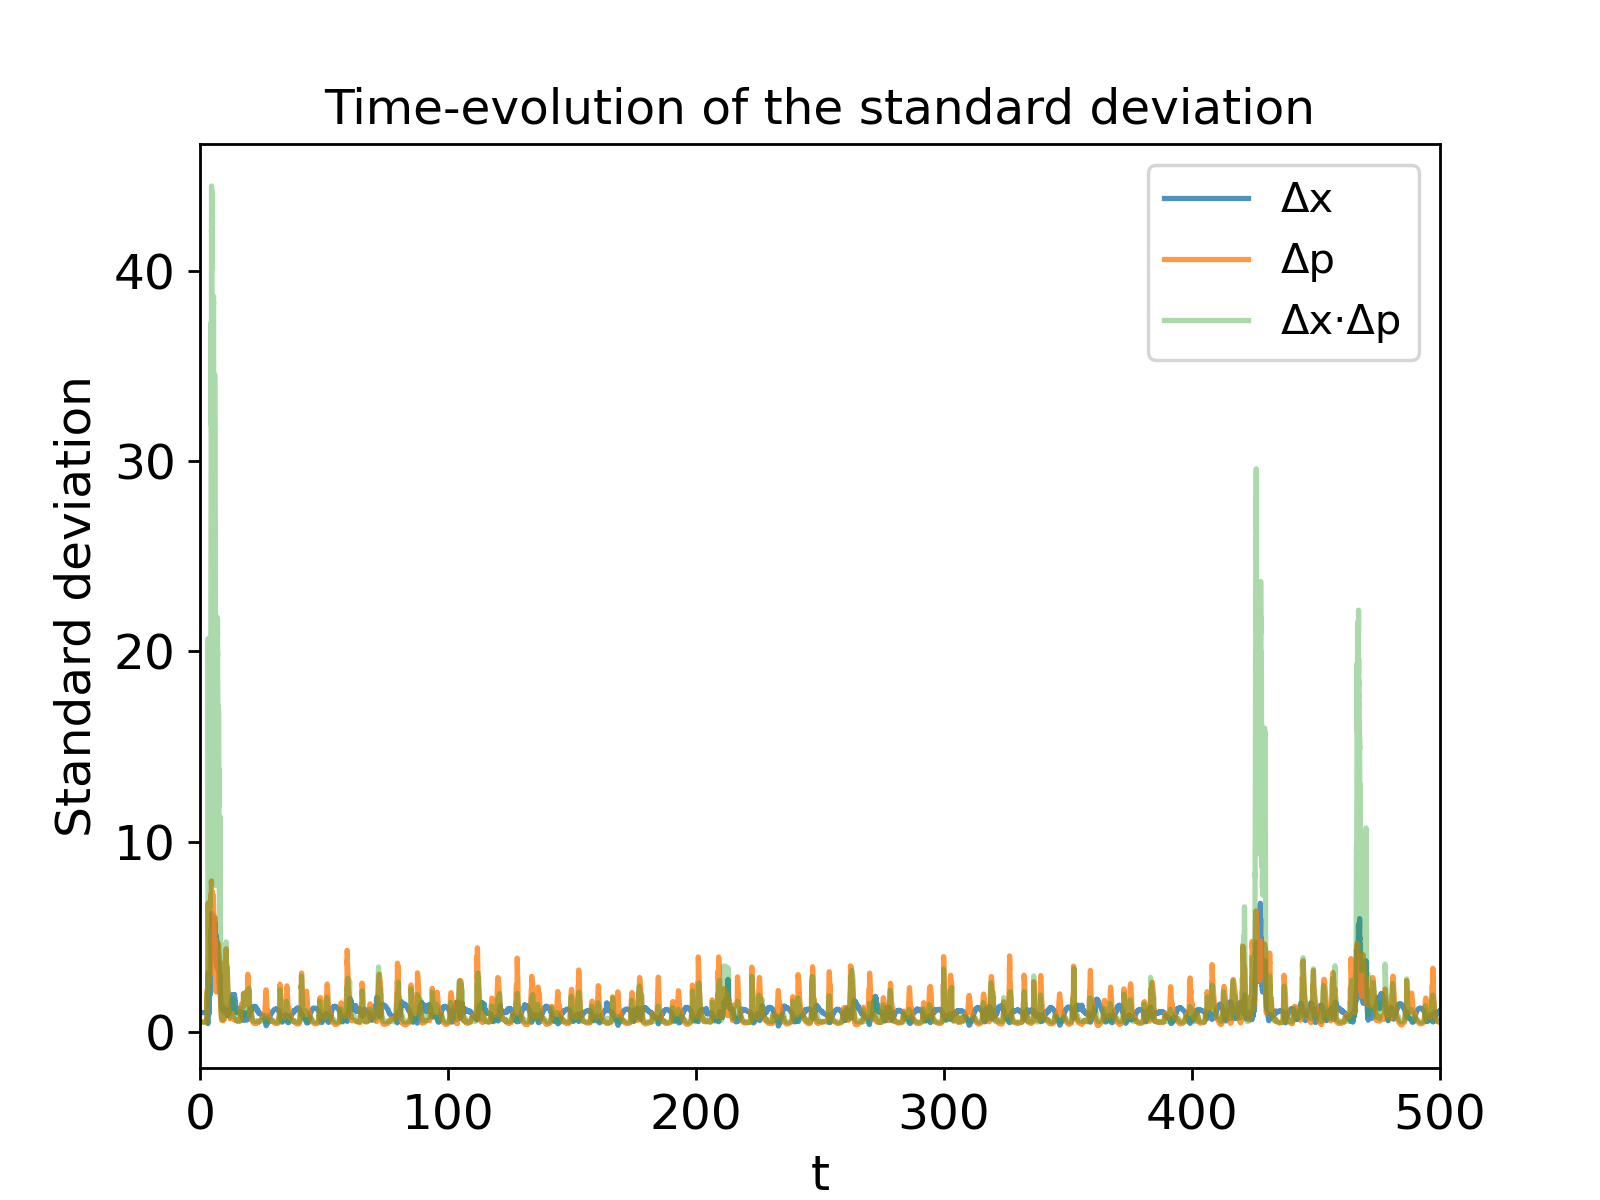 Time-evolution of the standard deviation
Δx
Δp
Δx·Δp
Standard deviation
40
30
20
10
0
0 100 200 300 400 500
t